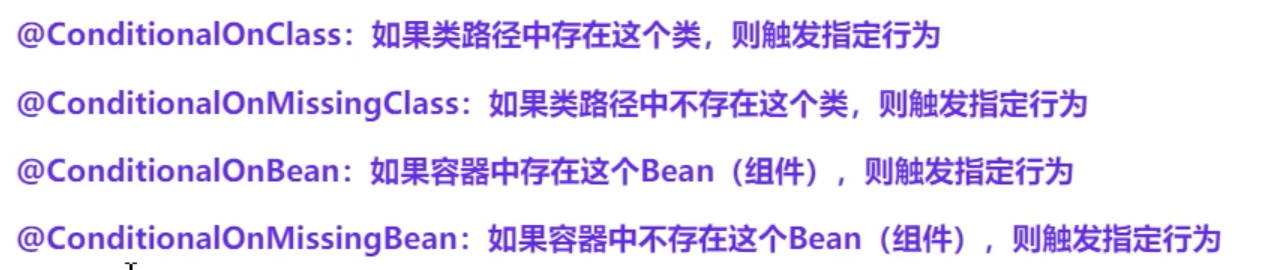 @ConditionalOnClass：如果类路径中存在这个类，则触发指定行为
@ConditionalOnMissingClass：如果类路径中不存在这个类，则触发指定行为
@ConditionalOnBean：如果容器中存在这个Bean（组件），则触发指定行为
@ConditionalOnMissingBean：如果容器中不存在这个Bean（组件），则触发指定行为